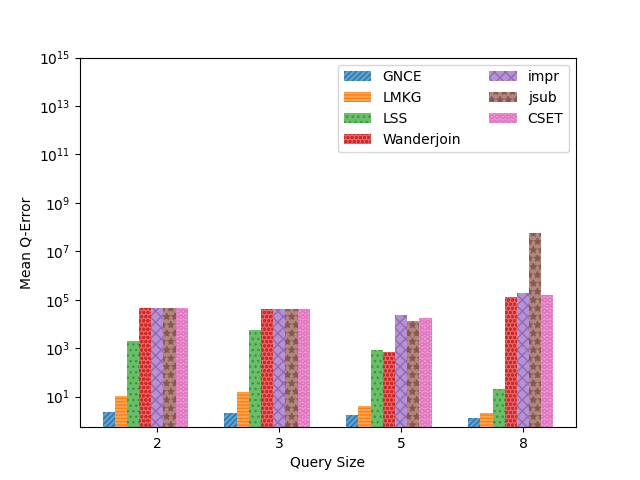 10^15
10^13
10^11
10^9
10^7
10^5
10^3
10^1
Mean Q-Error
GNCE
LMKG
LSS
Wanderjoin
impr
jsub
CSET
2 3 5 8
Query Size